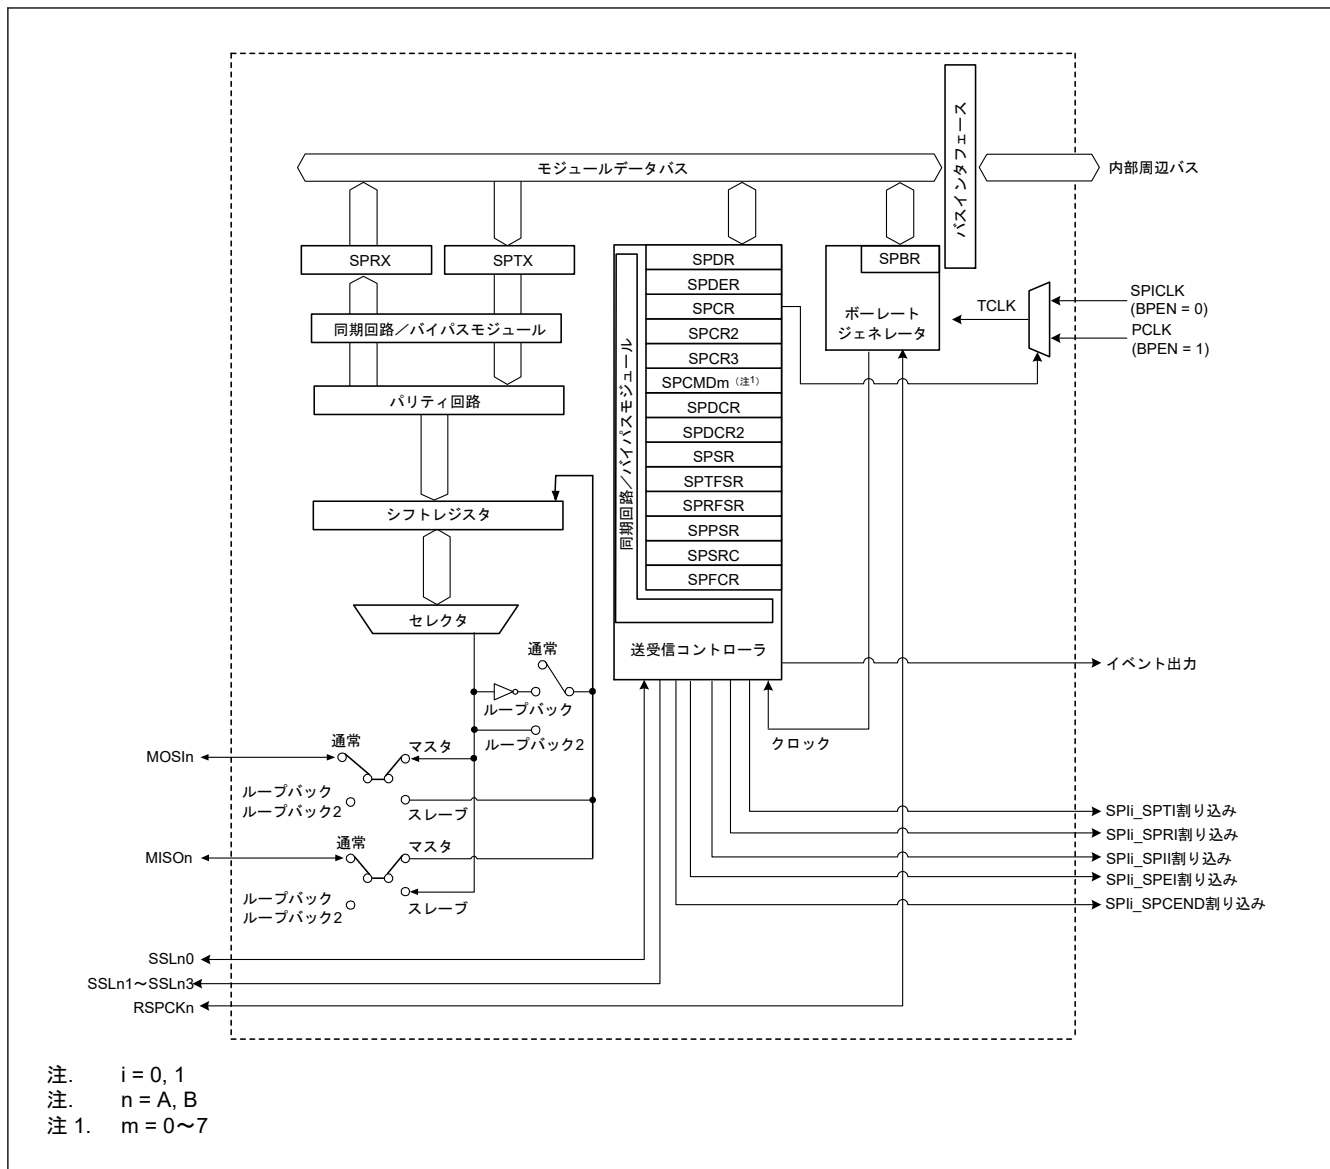 バスインタフェース
モジュールデータバス
内部周辺バス
SPRX
SPTX
SPDR
SPBR
SPDER
SPCR
SPCR2
SPCR3
SPCMDm（注1）
SPDCR
SPDCR2
SPSR
SPTFSR
SPRFSR
SPPSR
SPSRC
SPFCR
同期回路／バイパスモジュール
送受信コントローラ
ボーレート
ジェネレータ
TCLK
SPICLK
(BPEN = 0)
PCLK
(BPEN = 1)
同期回路／バイパスモジュール
パリティ回路
シフトレジスタ
セレクタ
通常
ループバック
ループバック2
イベント出力
クロック
MOSIn
通常
マスタ
ループバック
ループバック2
スレーブ
MISOn
通常
マスタ
ループバック
ループバック2
スレーブ
SPIi_SPTI割り込み
SPIi_SPRI割り込み
SPIi_SPII割り込み
SPIi_SPEI割り込み
SPIi_SPCEND割り込み
SSLn0
SSLn1～SSLn3
RSPCKn
注. i = 0, 1
注. n = A, B
注 1. m = 0～7